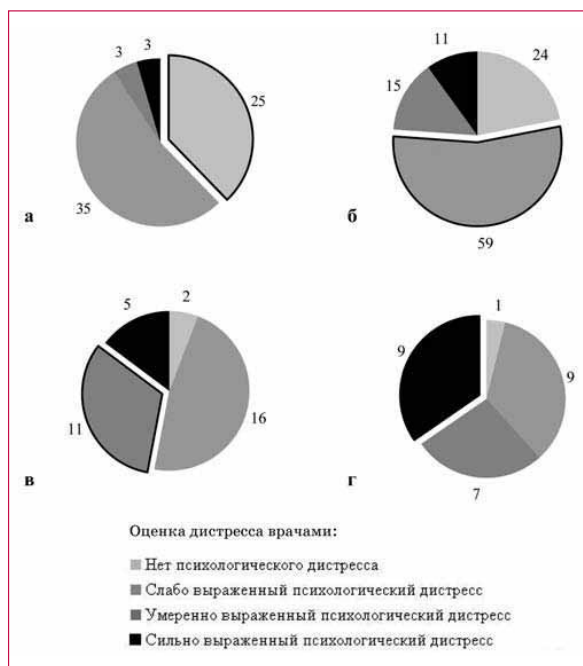 3 3
25
35
а
11
24
15
59
б
5
2
11
16
в
1
9
9
7
г
Оценка дистресса врачами:
Нет психологического дистресса
Слабо выраженный психологический дистресс
Умеренно выраженный психологический дистресс
Сильно выраженный психологический дистресс